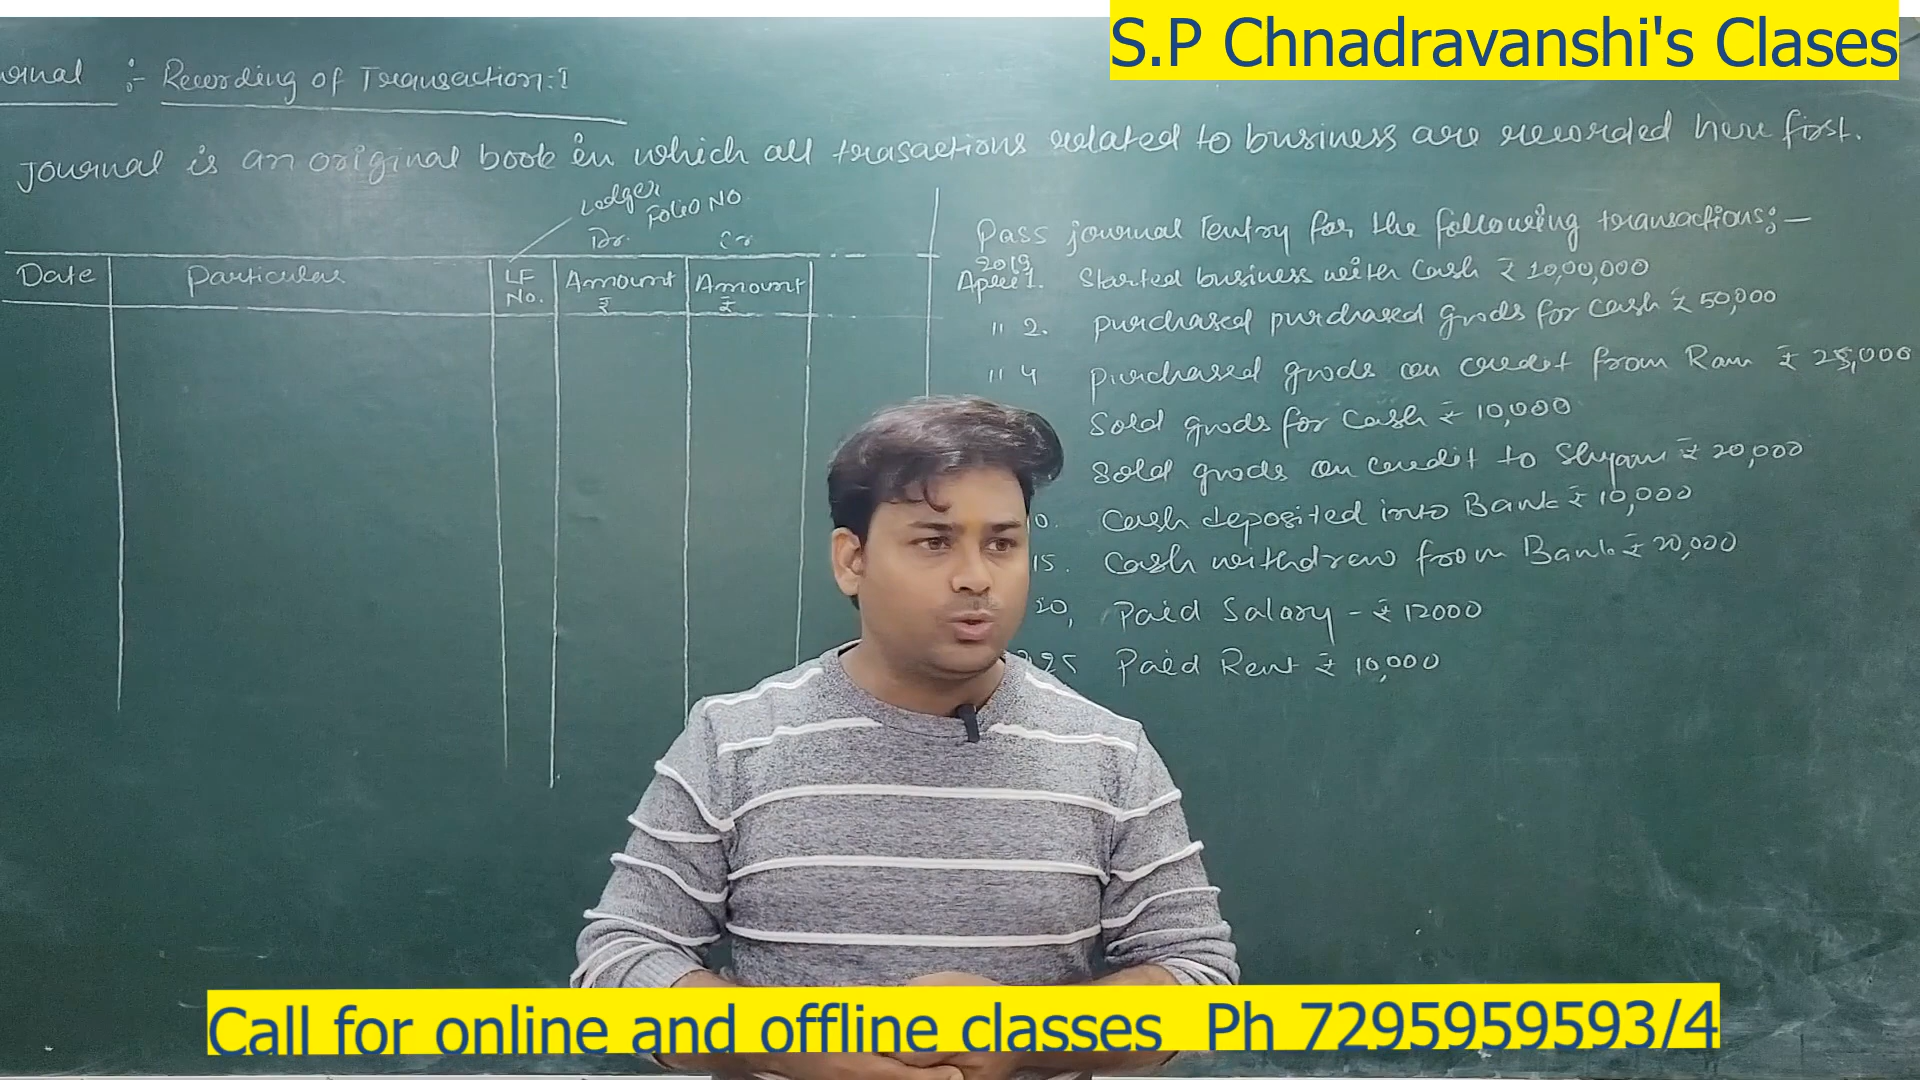 S.P Chnadravanshi's Clases
:- Recording of Transaction:1
Journal is an original book in which all trasactions related to business are recorded here first.
Ledger
Folio NO
Dr. Cr
Date Particular LF No. Amount ₹ Amount ₹
Pass journal entry for the following transactions;—
2019
April 1. Started business with Cash ₹ 10,00,000
" 2. purchased purchased goods for cash ₹ 50,000
" 4 purchased goods on credit from Ram ₹ 25,000
Sold goods for Cash ₹ 10,000
Sold goods on credit to Shyam ₹ 20,000
0. Cash deposited into Bank ₹ 10,000
15. Cash withdrew from Bank ₹ 20,000
20, Paid Salary - ₹ 12000
25 Paid Rent ₹ 10,000
Call for online and offline classes Ph 7295959593/4